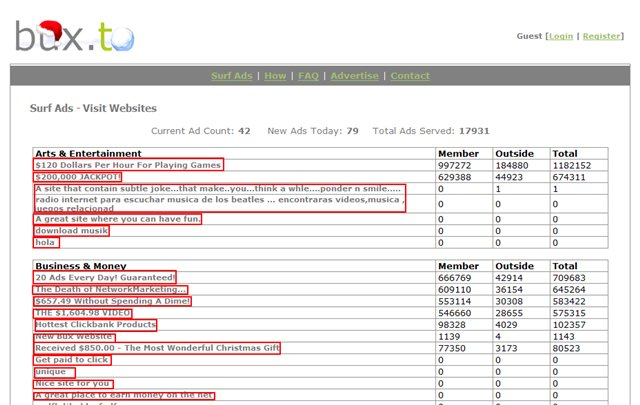 bux.to
Guest [Login | Register]
Surf Ads | How | FAQ | Advertise | Contact
Surf Ads - Visit Websites
Current Ad Count: 42 New Ads Today: 79 Total Ads Served: 17931
Arts & Entertainment Member Outside Total
$120 Dollars Per Hour For Playing Games 997272 184880 1182152
$200,000 JACKPOT! 629388 44923 674311
A site that contain subtle joke...that make..you...think a while....ponder n smile..... 0 1 1
radio internet para escuchar musica de los beatles ... encontraras videos,musica ,
juegos relacionad 0 0 0
A great site where you can have fun. 0 0 0
download musik 0 0 0
hola 0 0 0
Business & Money Member Outside Total
20 Ads Every Day! Guaranteed! 666769 42914 709683
The Death of NetworkMarketing... 609110 36154 645264
$657.49 Without Spending A Dime! 553114 30308 583422
THE $1,604.98 VIDEO 546660 28655 575315
Hottest Clickbank Products 98328 4029 102357
New Bux Website 1139 4 1143
Received $850.00 - The Most Wonderful Christmas Gift 77350 3173 80523
Get paid to click 0 0 0
unique 0 0 0
Nice site for you 0 0 0
A great place to earn money on the net 0 0 0